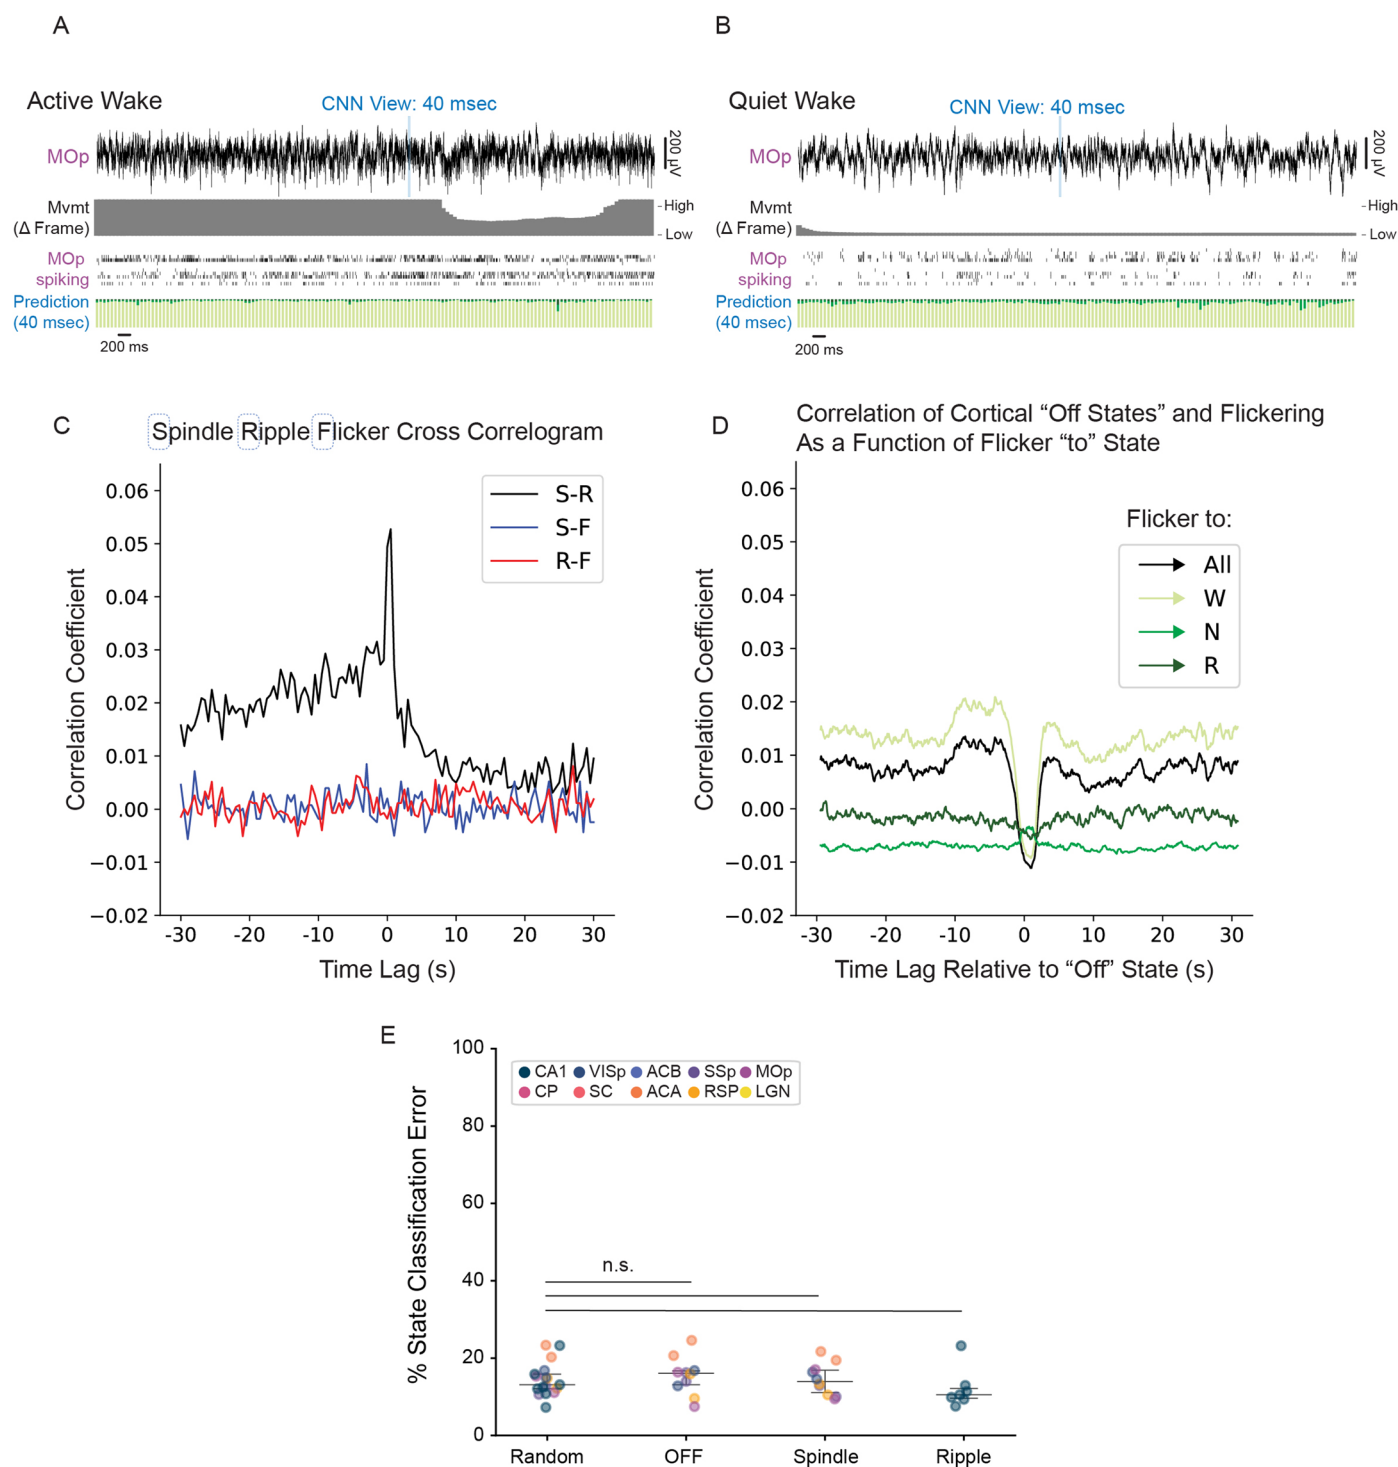 A
Active Wake
CNN View: 40 msec
MOp
200 µV
Mvmt
(Δ Frame)
High
Low
MOp
spiking
Prediction
(40 msec)
200 ms
B
Quiet Wake
CNN View: 40 msec
MOp
200 µV
Mvmt
(Δ Frame)
High
Low
MOp
spiking
Prediction
(40 msec)
200 ms
C
Spindle Ripple Flicker Cross Correlogram
Correlation Coefficient
0.06
0.05
0.04
0.03
0.02
0.01
0.00
−0.01
−0.02
S-R
S-F
R-F
-30 -20 -10 0 10 20 30
Time Lag (s)
D
Correlation of Cortical “Off States” and Flickering
As a Function of Flicker “to” State
Correlation Coefficient
0.06
0.05
0.04
0.03
0.02
0.01
0.00
−0.01
−0.02
Flicker to:
All
W
N
R
-30 -20 -10 0 10 20 30
Time Lag Relative to “Off” State (s)
E
% State Classification Error
100
80
60
40
20
0
CA1 VISp ACB SSp MOp
CP SC ACA RSP LGN
n.s.
Random OFF Spindle Ripple